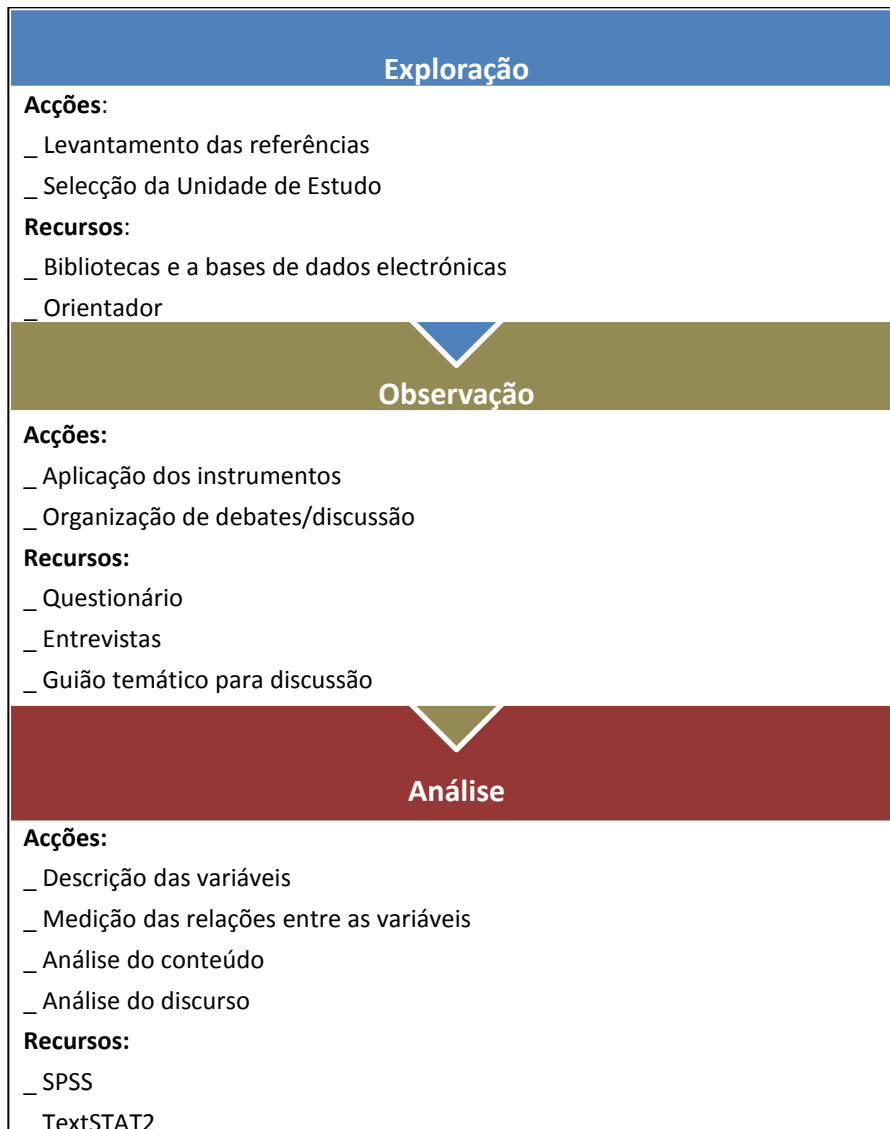 Exploração
Acções:
_ Levantamento das referências
_ Selecção da Unidade de Estudo
Recursos:
_ Bibliotecas e a bases de dados electrónicas
_ Orientador
Observação
Acções:
_ Aplicação dos instrumentos
_ Organização de debates/discussão
Recursos:
_ Questionário
_ Entrevistas
_ Guião temático para discussão
Análise
Acções:
_ Descrição das variáveis
_ Medição das relações entre as variáveis
_ Análise do conteúdo
_ Análise do discurso
Recursos:
_ SPSS
_ TextSTAT2